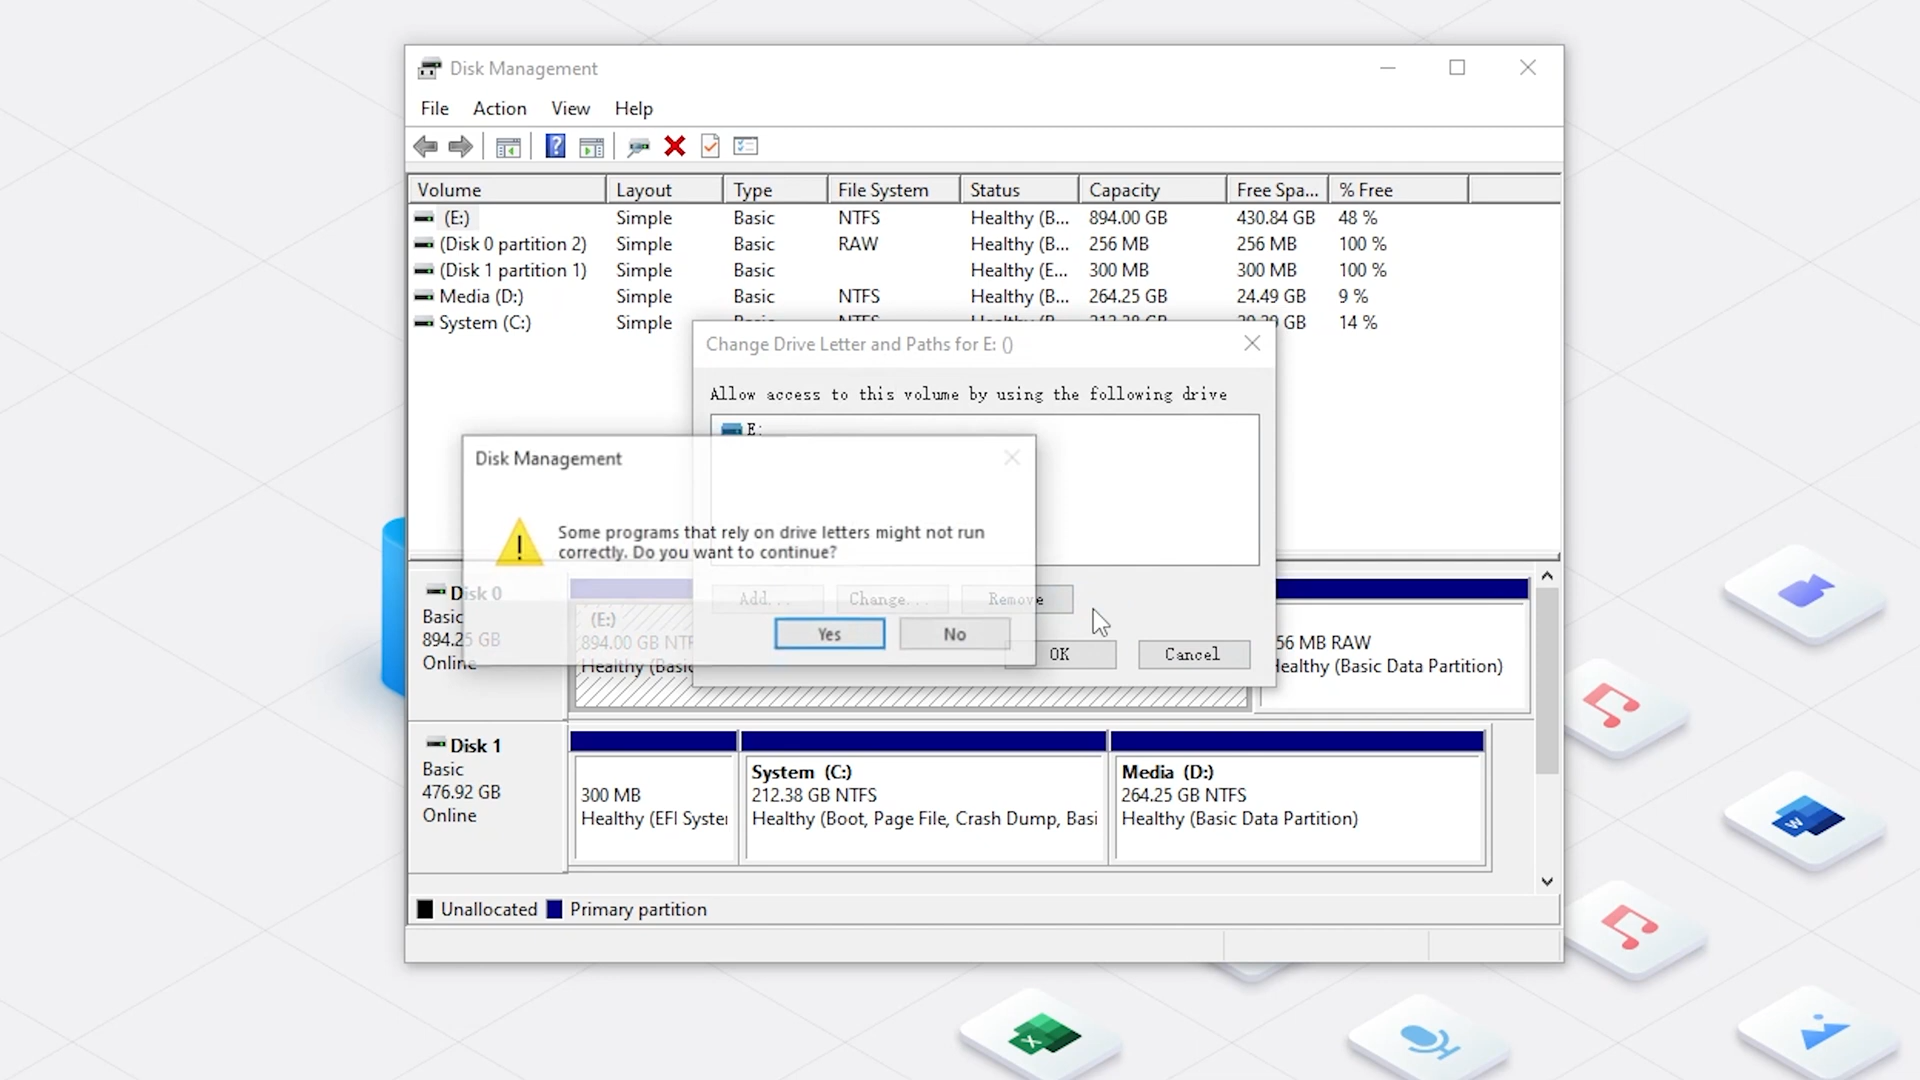 Disk Management
File Action View Help
Volume Layout Type File System Status Capacity Free Spa... % Free
(E:) Simple Basic NTFS Healthy (B... 894.00 GB 430.84 GB 48 %
(Disk 0 partition 2) Simple Basic RAW Healthy (B... 256 MB 256 MB 100 %
(Disk 1 partition 1) Simple Basic Healthy (E... 300 MB 300 MB 100 %
Media (D:) Simple Basic NTFS Healthy (B... 264.25 GB 24.49 GB 9 %
System (C:) Simple GB 14 %
Change Drive Letter and Paths for E: ()
Allow access to this volume by using the following drive
E:
Disk Management
Some programs that rely on drive letters might not run
correctly. Do you want to continue?
Add... Change... Remove
Yes No
OK Cancel
Disk 0
Basic
894.25 GB
Online
(E:)
894.00 GB NTF
Healthy (Basic
56 MB RAW
Healthy (Basic Data Partition)
Disk 1
Basic
476.92 GB
Online
300 MB
Healthy (EFI Syster
System (C:)
212.38 GB NTFS
Healthy (Boot, Page File, Crash Dump, Basi
Media (D:)
264.25 GB NTFS
Healthy (Basic Data Partition)
Unallocated Primary partition